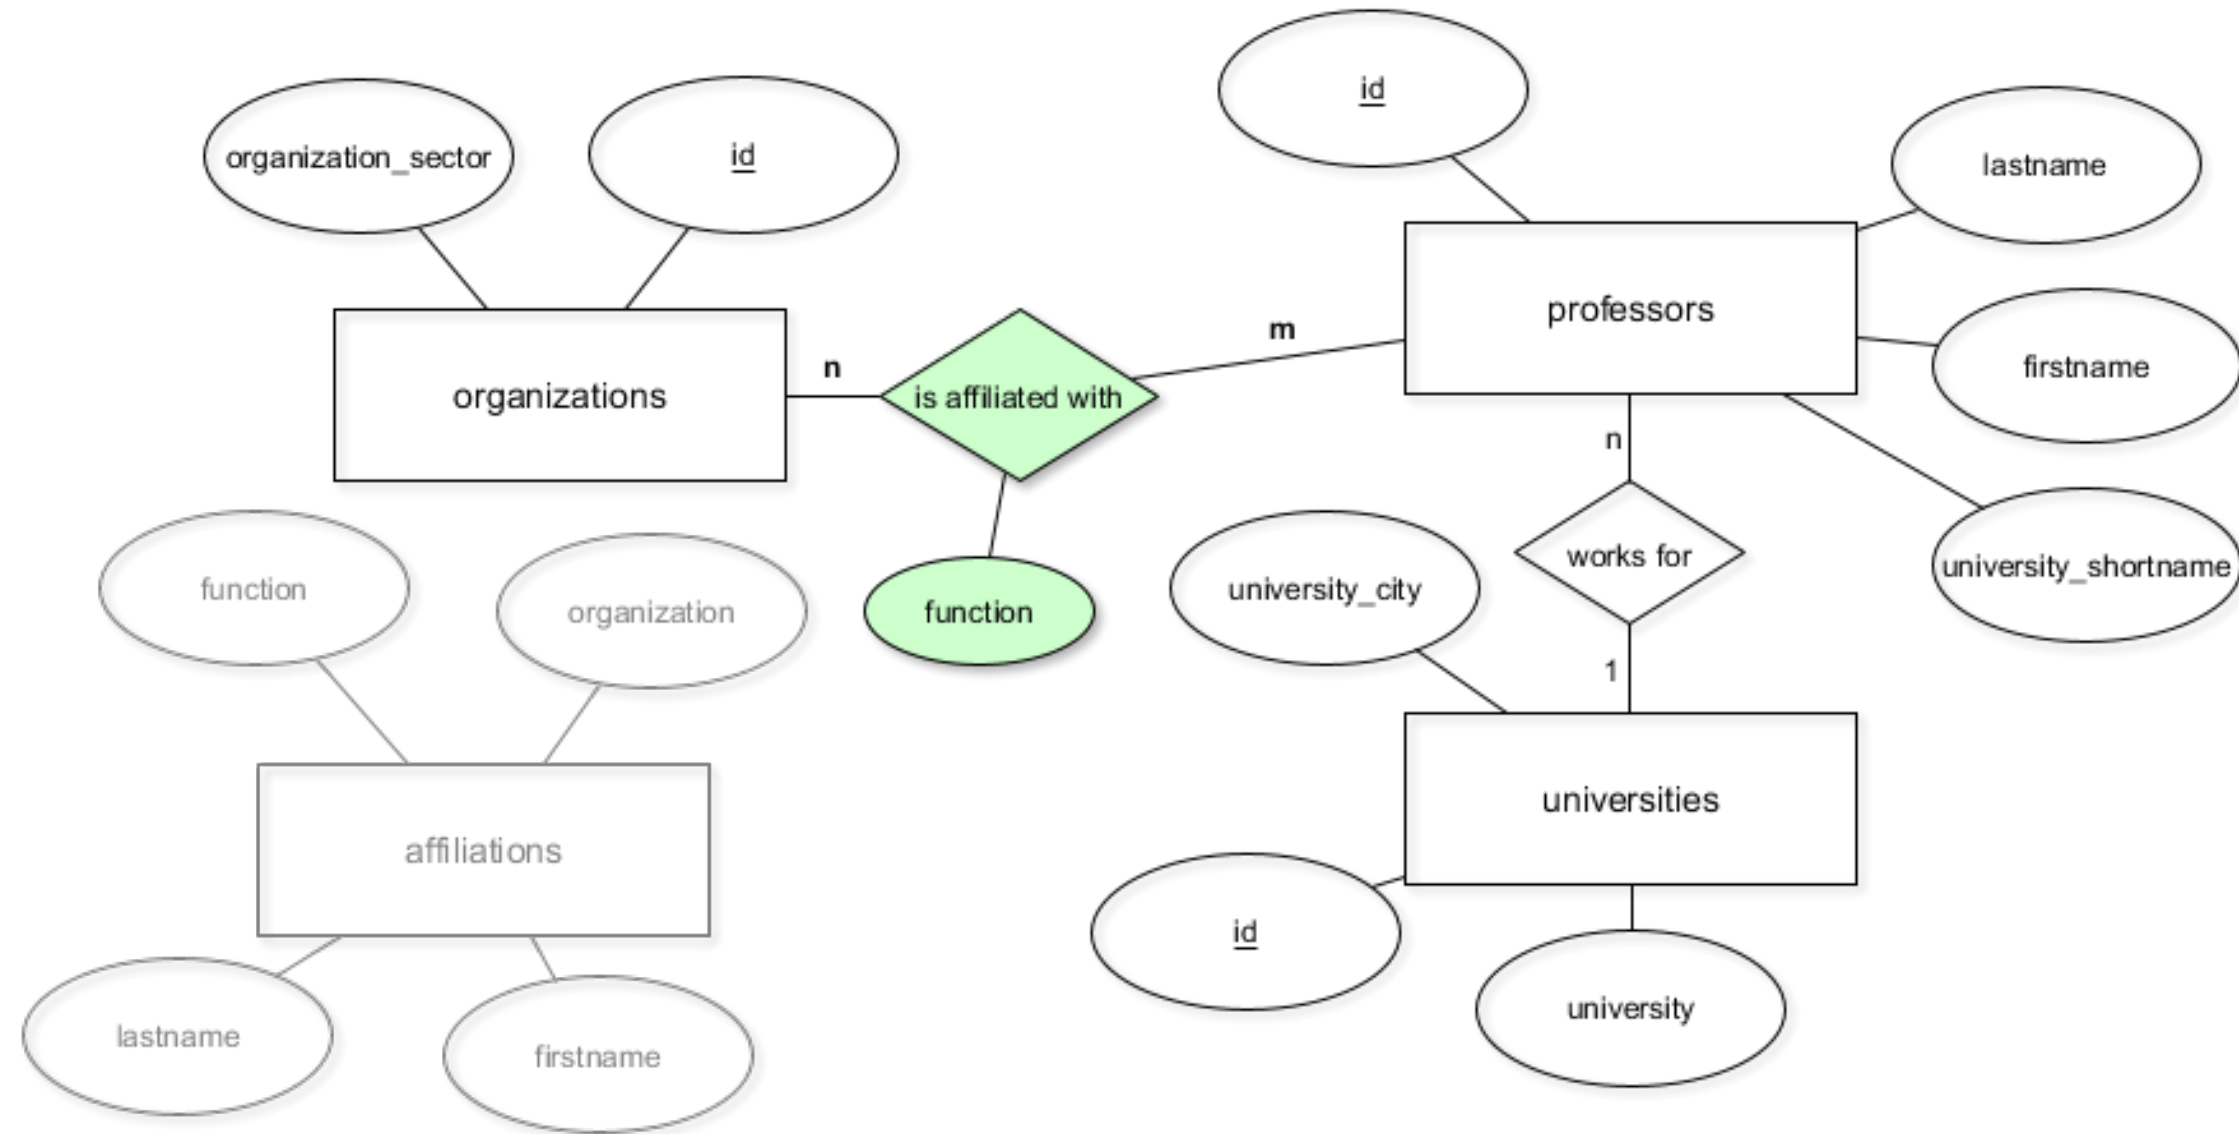 id
organization_sector
id
lastname
professors
n
is affiliated with
m
organizations
firstname
n
function
organization
function
university_city
works for
university_shortname
1
affiliations
universities
lastname
firstname
id
university